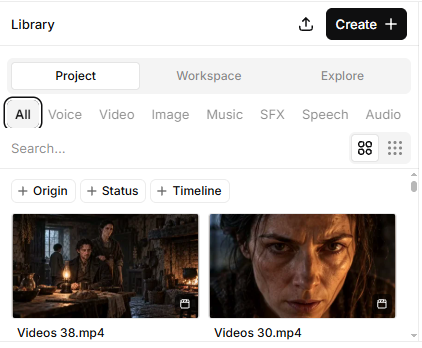 Library
Create
Project Workspace Explore
All Voice Video Image Music SFX Speech Audio
Search...
Origin Status Timeline
Videos 38.mp4 Videos 30.mp4